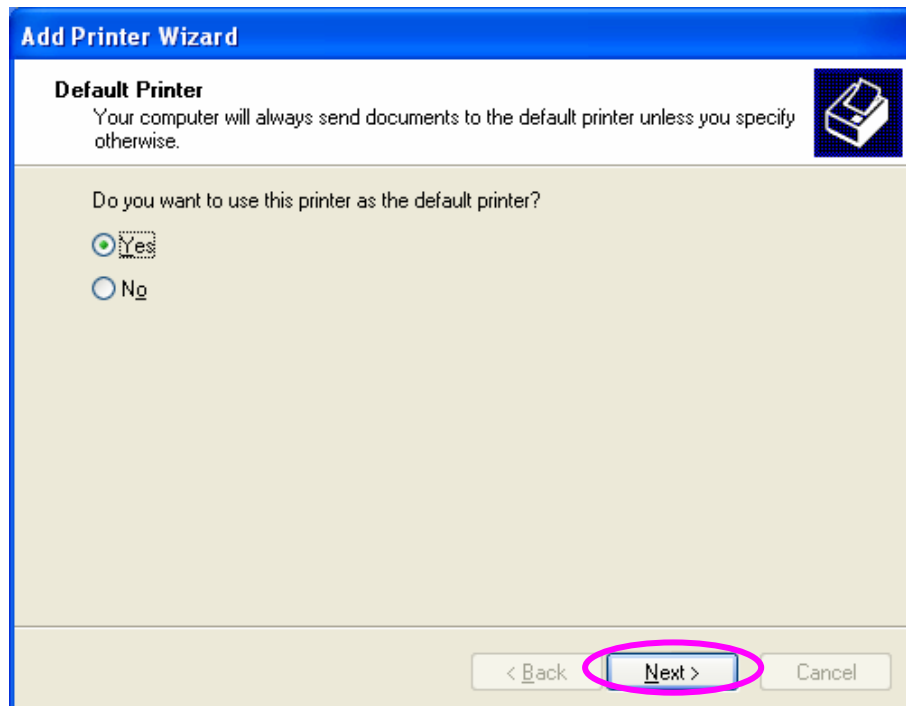 Add Printer Wizard
Default Printer
Your computer will always send documents to the default printer unless you specify
otherwise.
Do you want to use this printer as the default printer?
Yes
No
< Back
Next >
Cancel